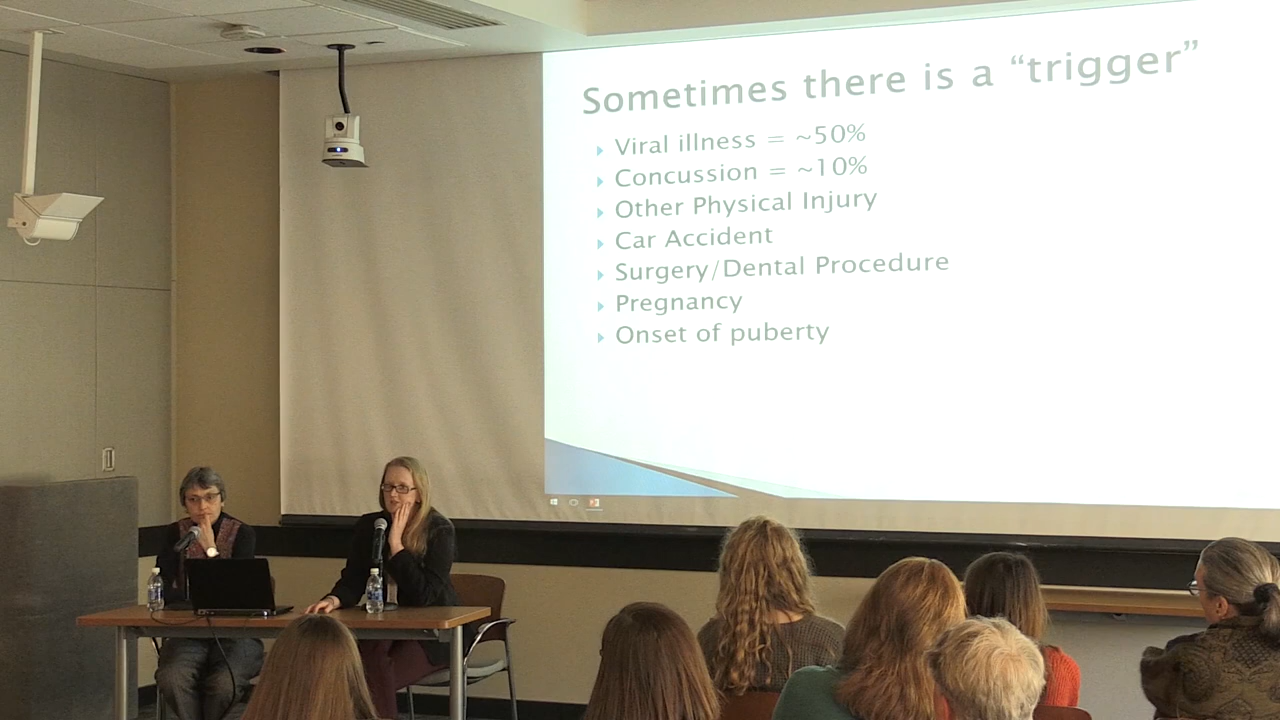 Sometimes there is a “trigger”
Viral illness = ~50%
Concussion = ~10%
Other Physical Injury
Car Accident
Surgery/Dental Procedure
Pregnancy
Onset of puberty